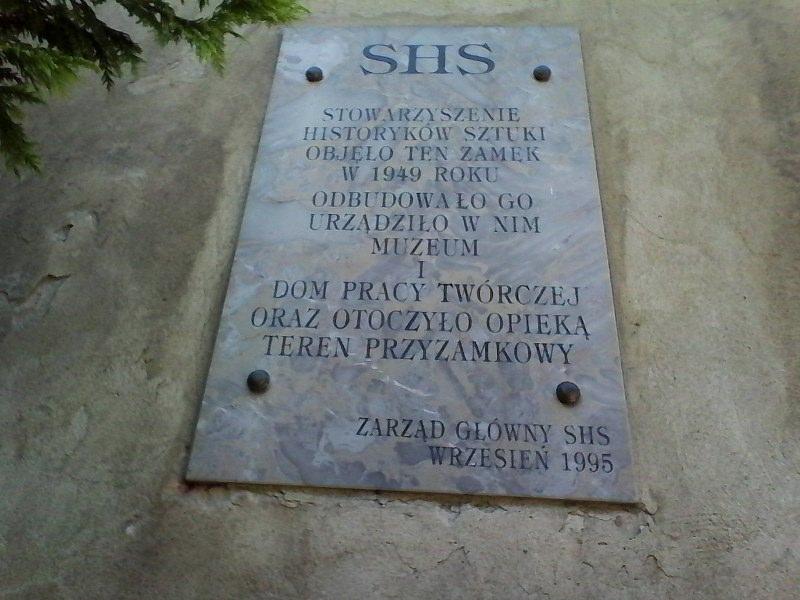 SHS
STOWARZYSZENIE
HISTORYKÓW SZTUKI
OBJĘŁO TEN ZAMEK
W 1949 ROKU
ODBUDOWAŁO GO
URZĄDZIŁO W NIM
MUZEUM
I
DOM PRACY TWÓRCZEJ
ORAZ OTOCZYŁO OPIEKĄ
TEREN PRZYZAMKOWY
ZARZĄD GŁÓWNY SHS
WRZESIEŃ 1995